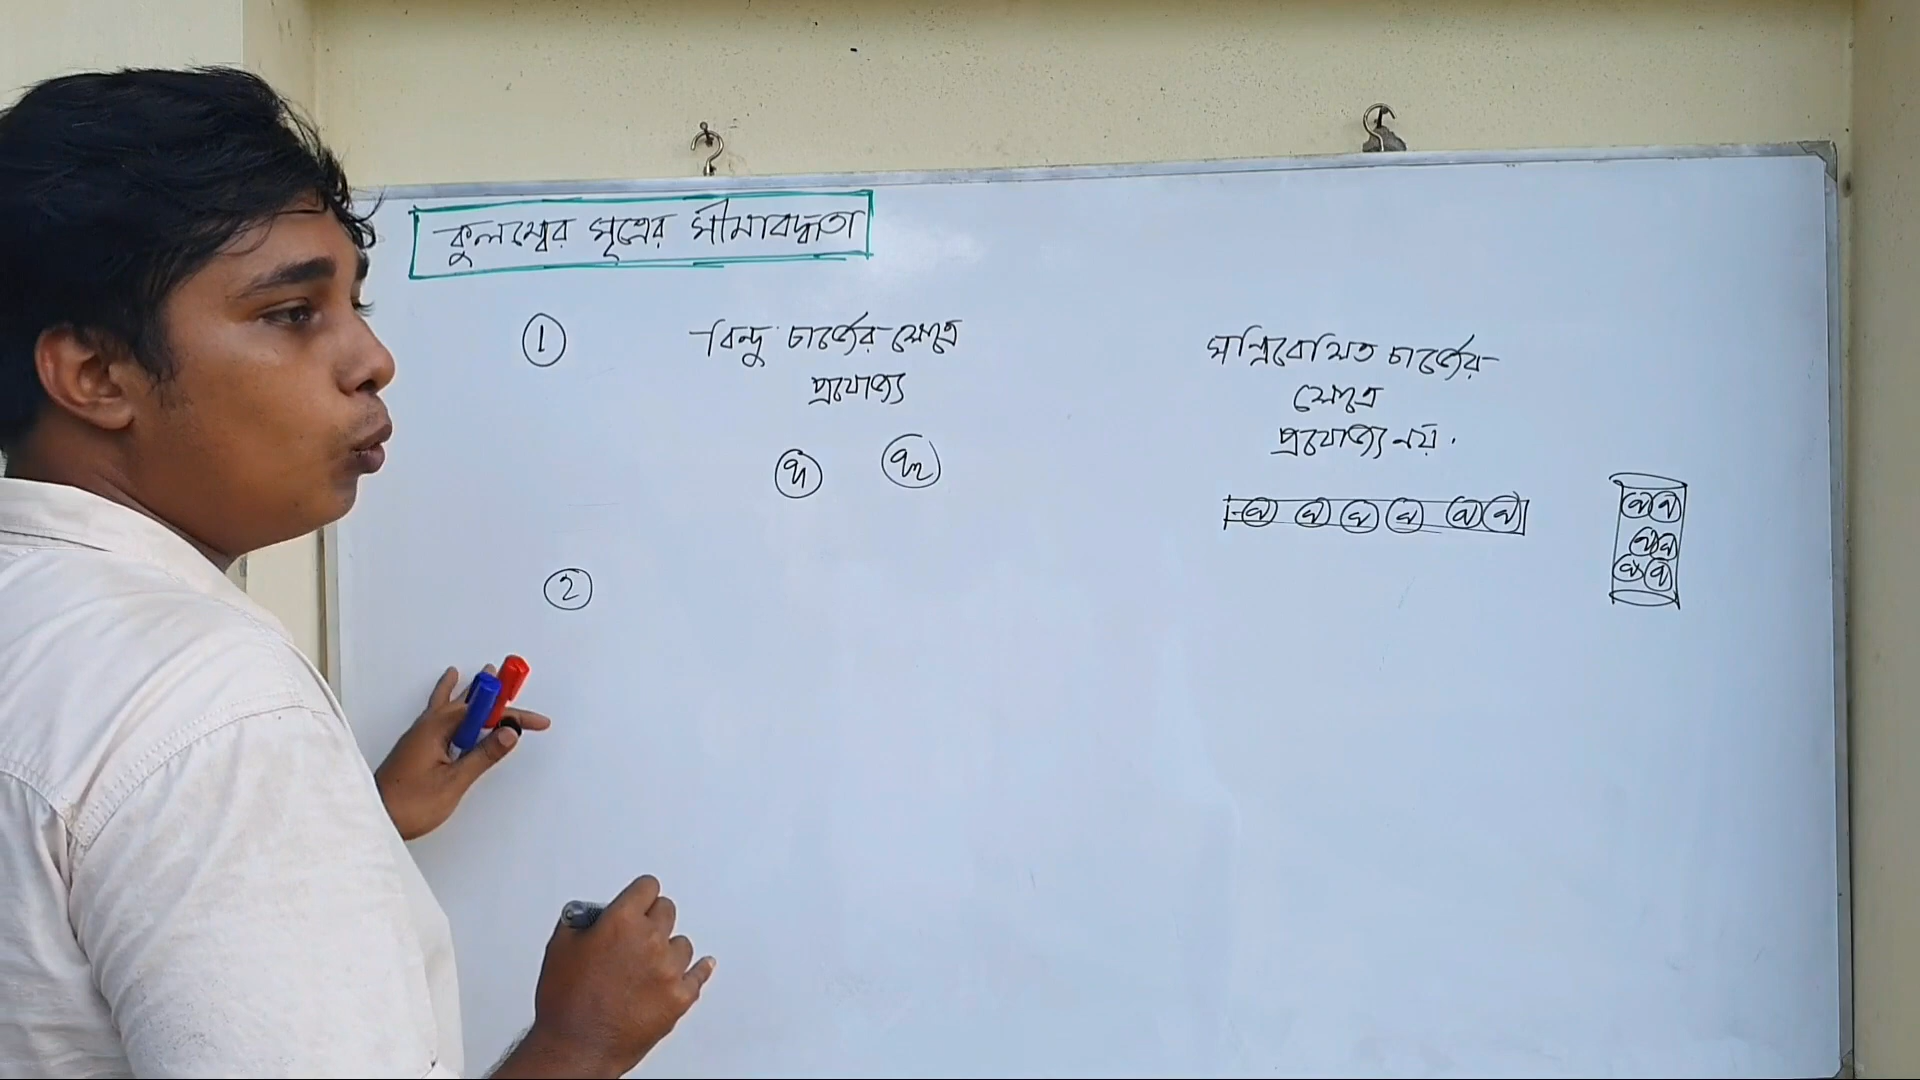 কুলম্বের সূত্রের সীমাবদ্ধতা
1
বিন্দু চার্জের ক্ষেত্রে
প্রযোজ্য
সন্নিবেশিত চার্জের
ক্ষেত্রে
প্রযোজ্য নয়.
q1 q2
q q q q q q
q q
q q
q q
2